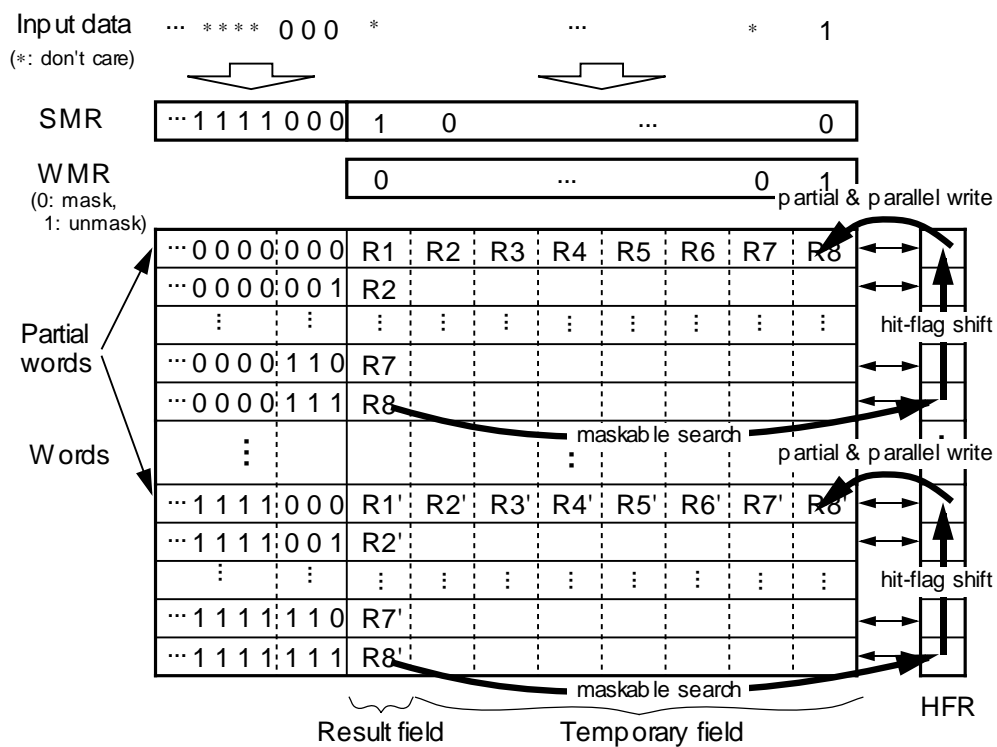 Input data ··· * * * * 0 0 0 * ··· * 1
(*: don't care)
SMR ··· 1 1 1 1 0 0 0 1 0 ··· 0
WMR 0 ··· 0 1
(0: mask,
1: unmask)
partial & parallel write
··· 0 0 0 0 0 0 0 R1 R2 R3 R4 R5 R6 R7 R8
··· 0 0 0 0 0 0 1 R2
⋮ ⋮ ⋮ ⋮ ⋮ ⋮ ⋮ ⋮ ⋮ ⋮ hit-flag shift
Partial
words
··· 0 0 0 0 1 1 0 R7
··· 0 0 0 0 1 1 1 R8
maskable search
Words ⋮ ⋮
partial & parallel write
··· 1 1 1 1 0 0 0 R1' R2' R3' R4' R5' R6' R7' R8'
··· 1 1 1 1 0 0 1 R2'
⋮ ⋮ ⋮ ⋮ ⋮ ⋮ ⋮ ⋮ ⋮ ⋮ hit-flag shift
··· 1 1 1 1 1 1 0 R7'
··· 1 1 1 1 1 1 1 R8'
maskable search
HFR
Result field Temporary field